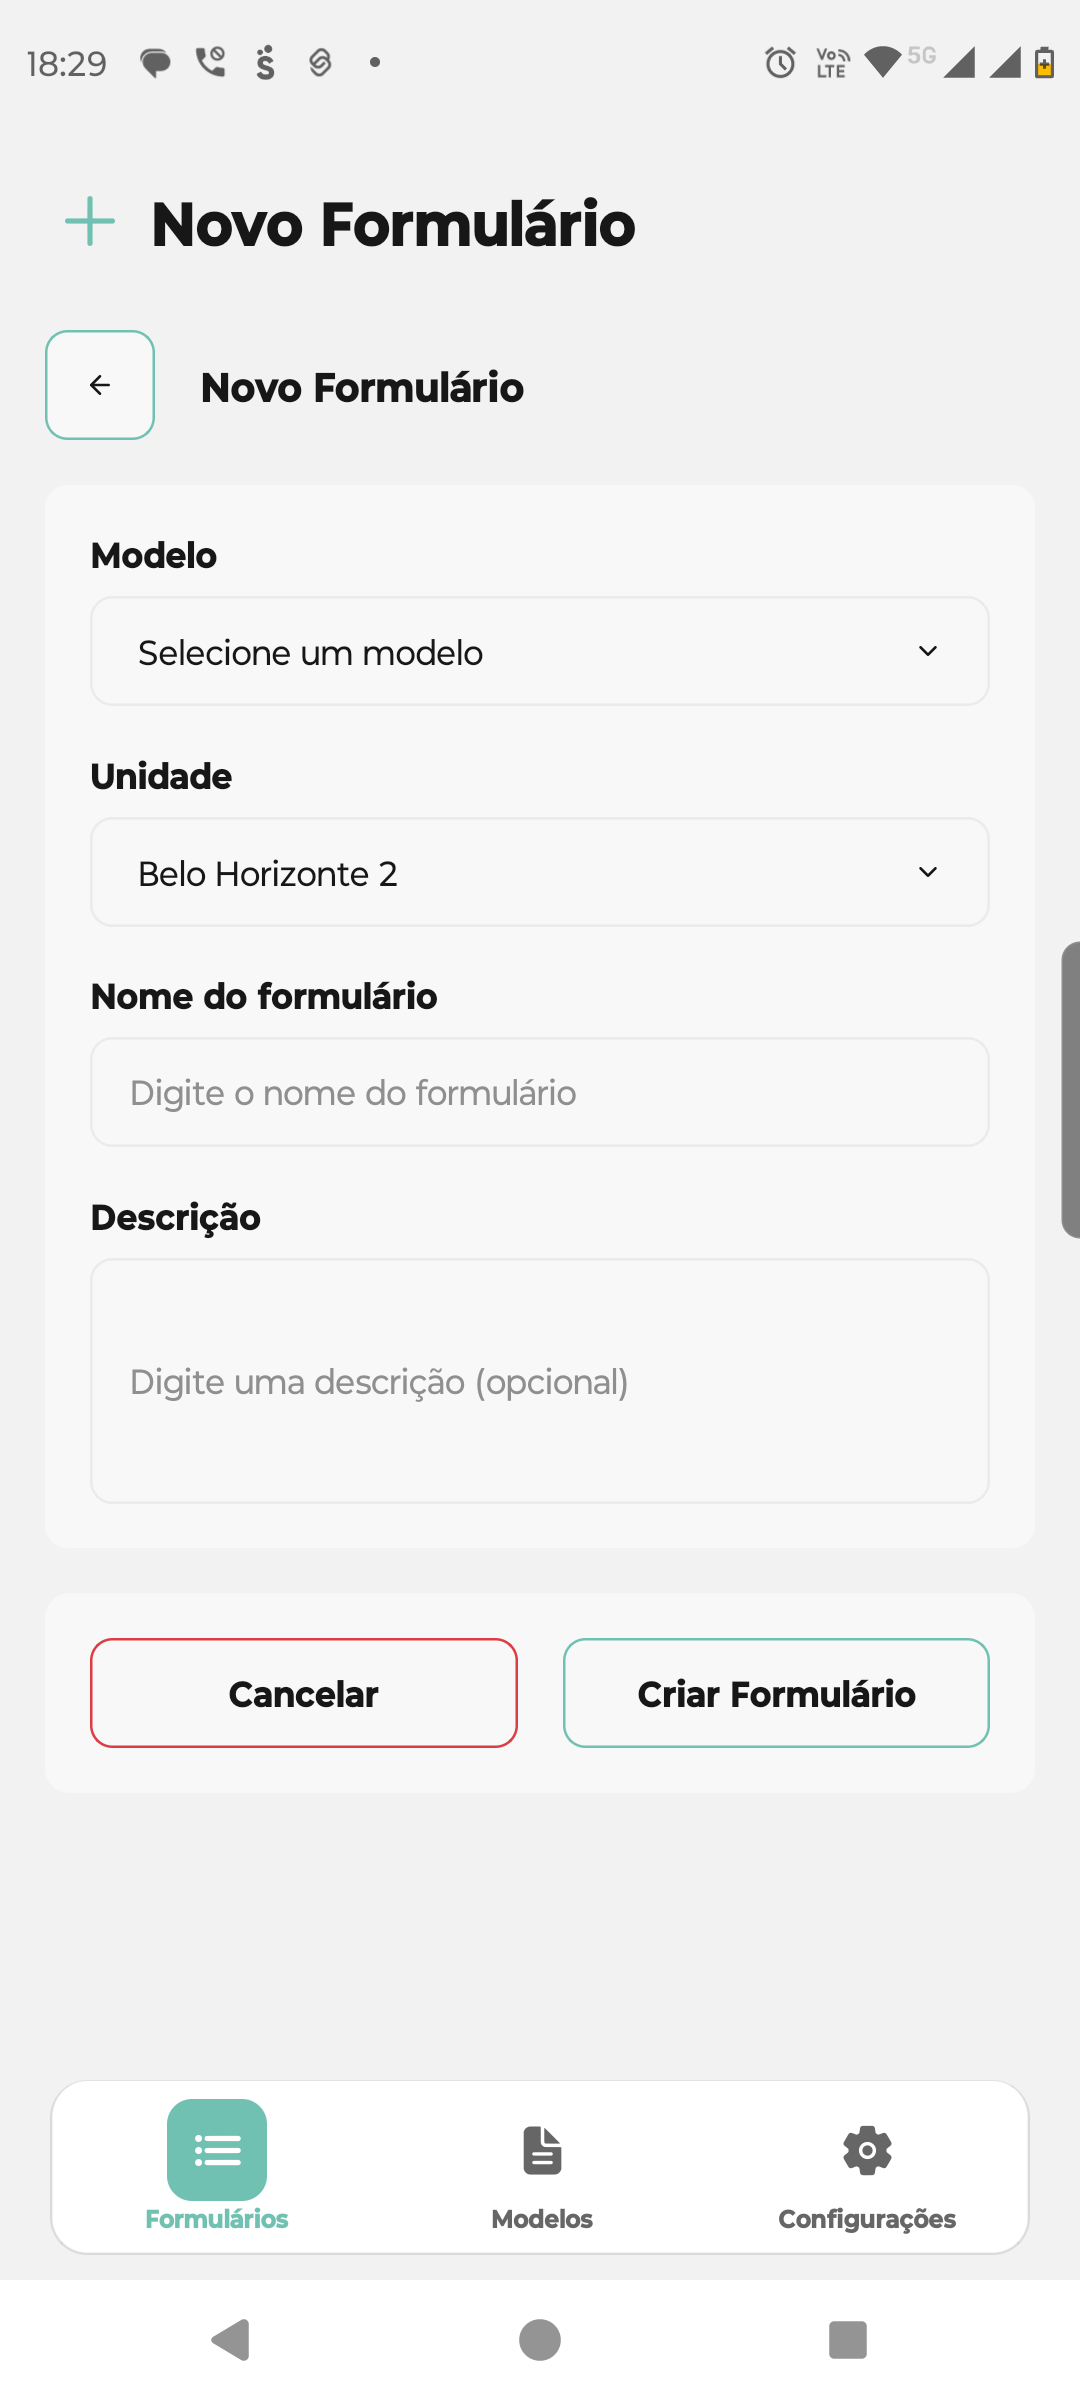 18:29
Vo LTE 5G
Novo Formulário
Novo Formulário
Modelo
Selecione um modelo
Unidade
Belo Horizonte 2
Nome do formulário
Digite o nome do formulário
Descrição
Digite uma descrição (opcional)
Cancelar Criar Formulário
Formulários Modelos Configurações